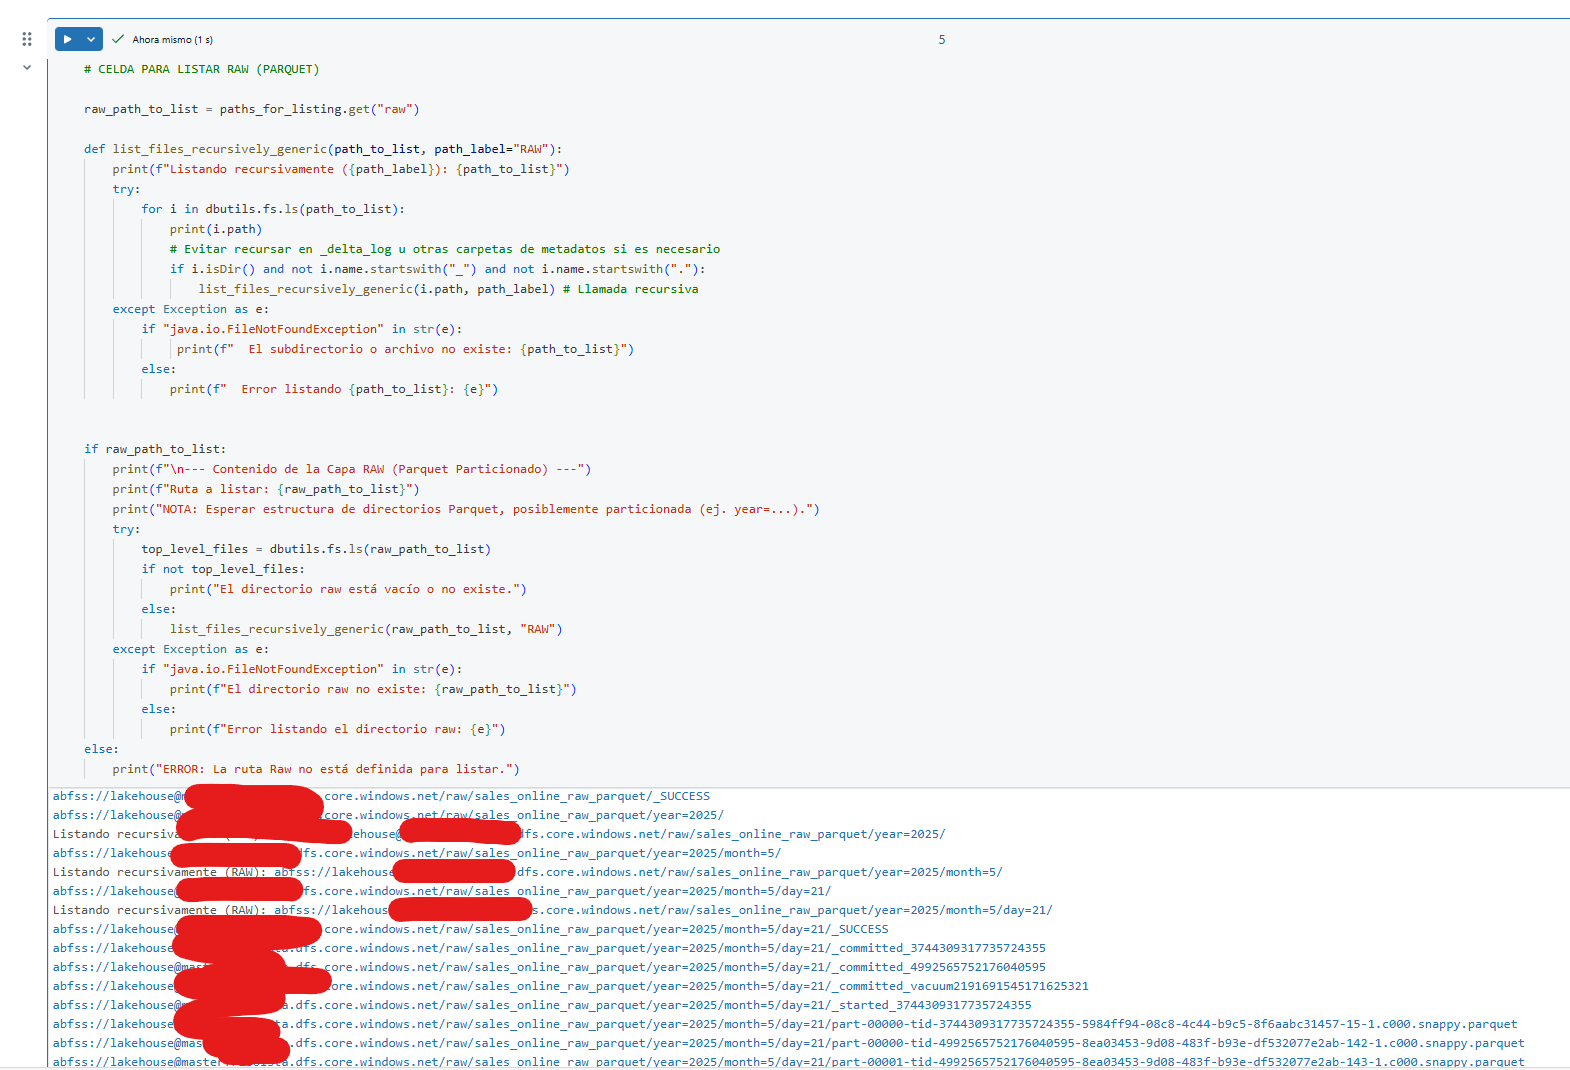 Ahora mismo (1 s)
5
# CELDA PARA LISTAR RAW (PARQUET)
raw_path_to_list = paths_for_listing.get("raw")
def list_files_recursively_generic(path_to_list, path_label="RAW"):
    print(f"Listando recursivamente ({path_label}): {path_to_list}")
    try:
        for i in dbutils.fs.ls(path_to_list):
            print(i.path)
            # Evitar recursar en _delta_log u otras carpetas de metadatos si es necesario
            if i.isDir() and not i.name.startswith("_") and not i.name.startswith("."):
                list_files_recursively_generic(i.path, path_label) # Llamada recursiva
    except Exception as e:
        if "java.io.FileNotFoundException" in str(e):
             print(f"  El subdirectorio o archivo no existe: {path_to_list}")
        else:
            print(f"  Error listando {path_to_list}: {e}")
if raw_path_to_list:
    print(f"\n--- Contenido de la Capa RAW (Parquet Particionado) ---")
    print(f"Ruta a listar: {raw_path_to_list}")
    print("NOTA: Esperar estructura de directorios Parquet, posiblemente particionada (ej. year=...).")
    try:
        top_level_files = dbutils.fs.ls(raw_path_to_list)
        if not top_level_files:
            print("El directorio raw está vacío o no existe.")
        else:
            list_files_recursively_generic(raw_path_to_list, "RAW")
    except Exception as e:
        if "java.io.FileNotFoundException" in str(e):
            print(f"El directorio raw no existe: {raw_path_to_list}")
        else:
            print(f"Error listando el directorio raw: {e}")
else:
    print("ERROR: La ruta Raw no está definida para listar.")
abfss://lakehouse@ .core.windows.net/raw/sales_online_raw_parquet/_SUCCESS
abfss://lakehouse@ core.windows.net/raw/sales_online_raw_parquet/year=2025/
Listando dfs.core.windows.net/raw/sales_online_raw_parquet/year=2025/
abfss://lakehouse dfs.core.windows.net/raw/sales_online_raw_parquet/year=2025/month=5/
Listando recursivamente (RAW): abfss://lakehouse dfs.core.windows.net/raw/sales_online_raw_parquet/year=2025/month=5/
abfss://lakehouse@ fs.core.windows.net/raw/sales_online_raw_parquet/year=2025/month=5/day=21/
Listando recursivamente (RAW): abfss://lakehous s.core.windows.net/raw/sales_online_raw_parquet/year=2025/month=5/day=21/
abfss://lakehouse@ core.windows.net/raw/sales_online_raw_parquet/year=2025/month=5/day=21/_SUCCESS
abfss://lakehouse .dfs.core.windows.net/raw/sales_online_raw_parquet/year=2025/month=5/day=21/_committed_3744309317735724355
abfss://lakehouse@mas .dfs.core.windows.net/raw/sales_online_raw_parquet/year=2025/month=5/day=21/_committed_4992565752176040595
abfss://lakehouse core.windows.net/raw/sales_online_raw_parquet/year=2025/month=5/day=21/_committed_vacuum2191691545171625321
abfss://lakehouse@ a.dfs.core.windows.net/raw/sales_online_raw_parquet/year=2025/month=5/day=21/_started_3744309317735724355
abfss://lakehouse ta.dfs.core.windows.net/raw/sales_online_raw_parquet/year=2025/month=5/day=21/part-00000-tid-3744309317735724355-5984ff94-08c8-4c44-b9c5-8f6aabc31457-15-1.c000.snappy.parquet
abfss://lakehouse@mas .dfs.core.windows.net/raw/sales_online_raw_parquet/year=2025/month=5/day=21/part-00000-tid-4992565752176040595-8ea03453-9d08-483f-b93e-df532077e2ab-142-1.c000.snappy.parquet
abfss://lakehouse@master .dfs.core.windows.net/raw/sales_online_raw_parquet/year=2025/month=5/day=21/part-00001-tid-4992565752176040595-8ea03453-9d08-483f-b93e-df532077e2ab-143-1.c000.snappy.parquet